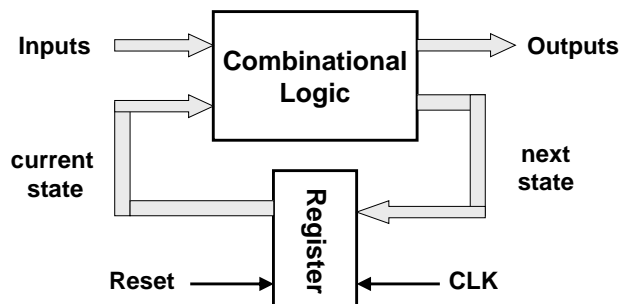 Inputs
Combinational
Logic
Outputs
current
state
next
state
Register
Reset
CLK